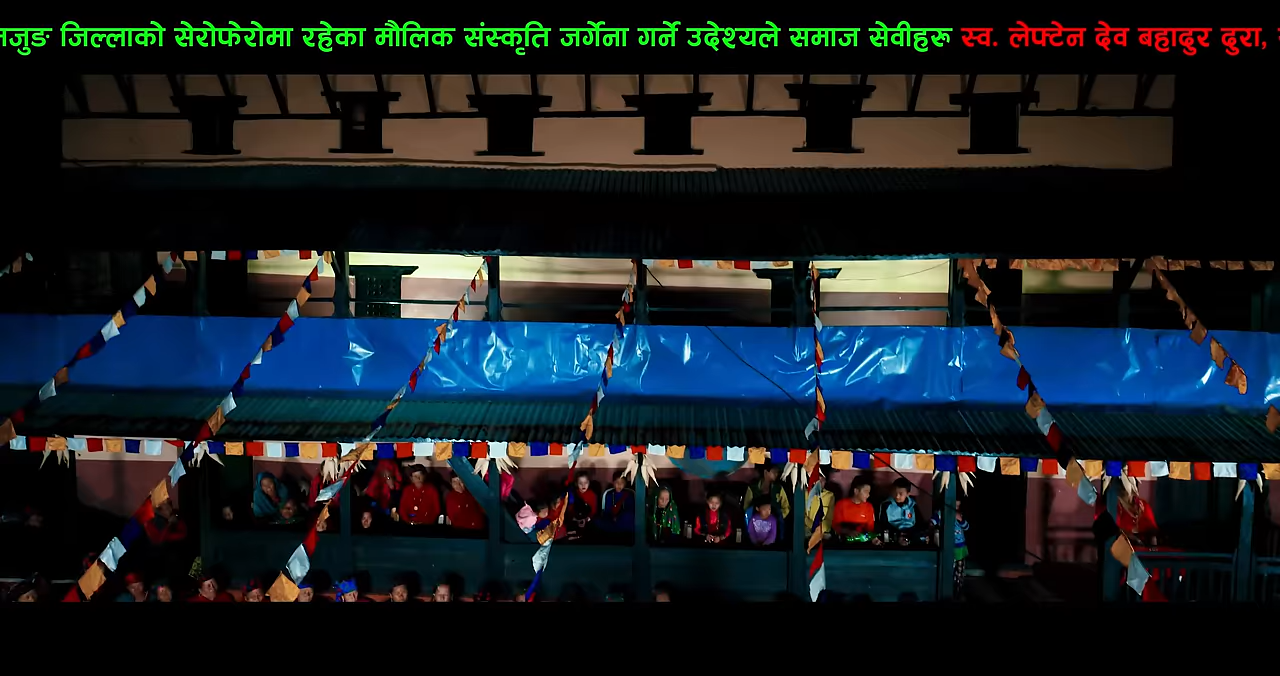 जिल्लाको सेरोफेरोमा रहेका मौलिक संस्कृति जर्गेना गर्ने उदेश्यले समाज सेवीहरू स्व. लेफ्टेन देव बहादुर दुरा,